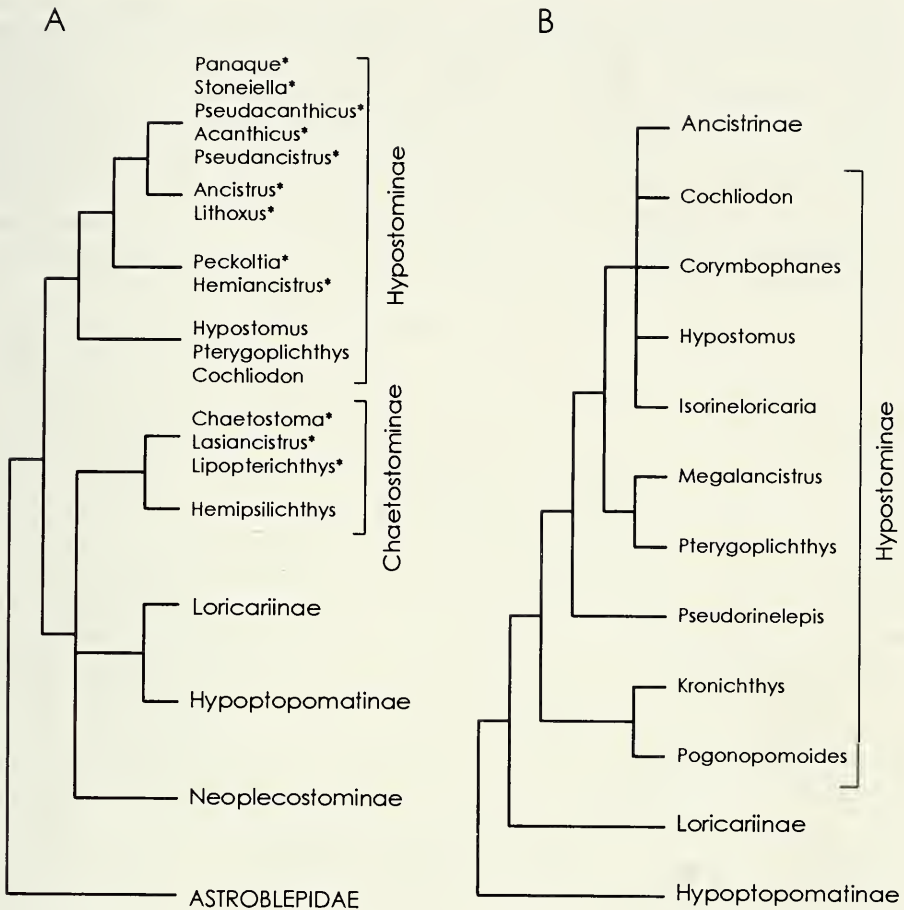 A
Panaque*
Stoneiella*
Pseudacanthicus*
Acanthicus*
Pseudancistrus*
Ancistrus*
Lithoxus*
Peckoltia*
Hemiancistrus*
Hypostomus
Pterygoplichthys
Cochliodon
Hypostominae
Chaetostoma*
Lasiancistrus*
Lipopterichthys*
Hemipsilichthys
Chaetostominae
Loricariinae
Hypoptopomatinae
Neoplecostominae
ASTROBLEPIDAE
B
Ancistrinae
Cochliodon
Corymbophanes
Hypostomus
Isorineloricaria
Megalancistrus
Pterygoplichthys
Pseudorinelepis
Kronichthys
Pogonopomoides
Hypostominae
Loricariinae
Hypoptopomatinae